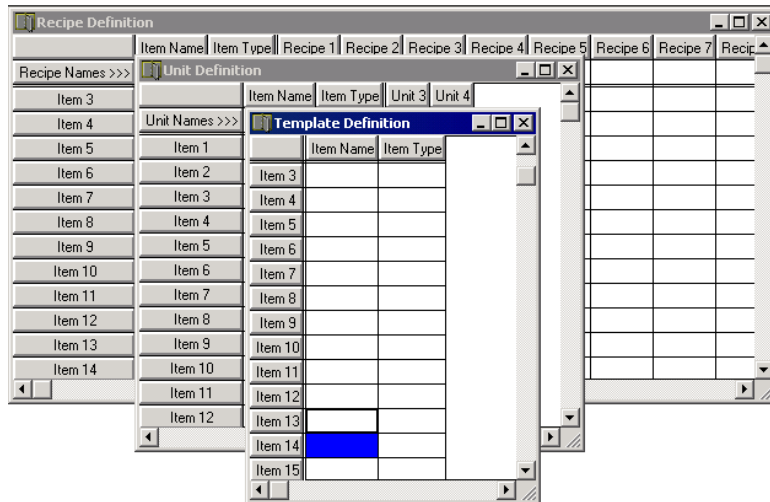 Recipe Definition
Item Name Item Type Recipe 1 Recipe 2 Recipe 3 Recipe 4 Recipe 5 Recipe 6 Recipe 7 Recip
Recipe Names >>>
Item 3
Item 4
Item 5
Item 6
Item 7
Item 8
Item 9
Item 10
Item 11
Item 12
Item 13
Item 14
Unit Definition
Item Name Item Type Unit 3 Unit 4
Unit Names >>>
Item 1
Item 2
Item 3
Item 4
Item 5
Item 6
Item 7
Item 8
Item 9
Item 10
Item 11
Item 12
Template Definition
Item Name Item Type
Item 3
Item 4
Item 5
Item 6
Item 7
Item 8
Item 9
Item 10
Item 11
Item 12
Item 13
Item 14
Item 15